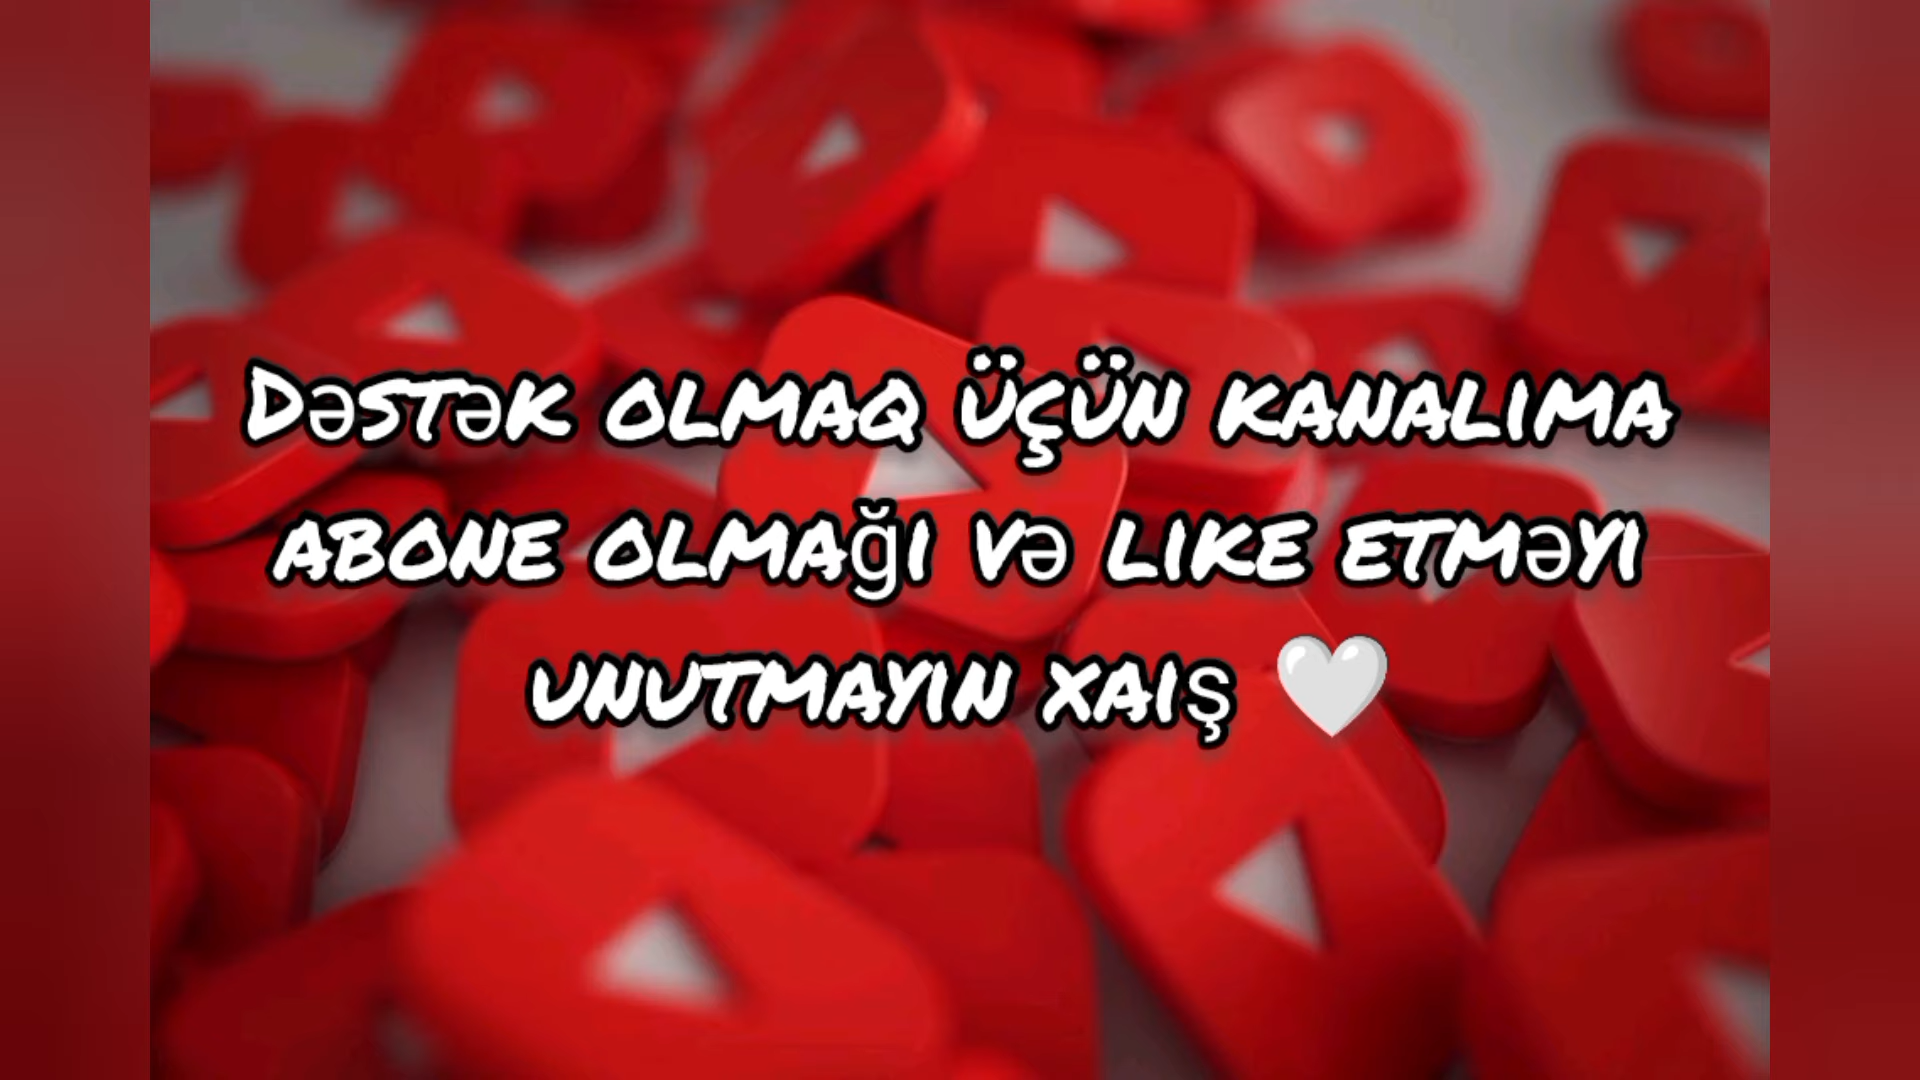 Dəstək olmaq üçün kanalıma
abone olmağı və like etməyi
unutmayın xaiş 🤍